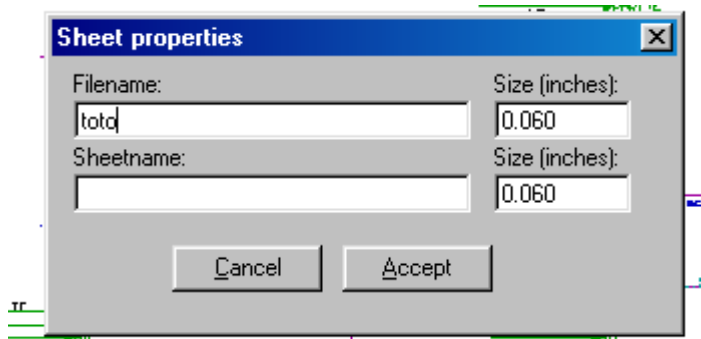 Sheet properties
Filename: Size (inches):
toto 0.060
Sheetname: Size (inches):
0.060
Cancel Accept